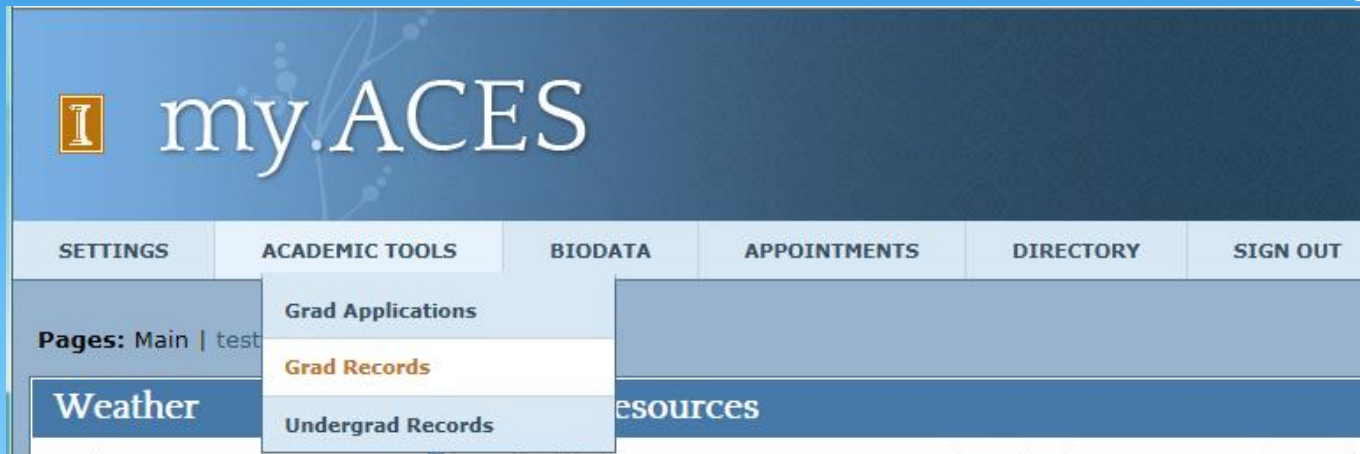 I my.ACES
SETTINGS ACADEMIC TOOLS BIODATA APPOINTMENTS DIRECTORY SIGN OUT
Grad Applications
Pages: Main | test
Grad Records
Weather esources
Undergrad Records